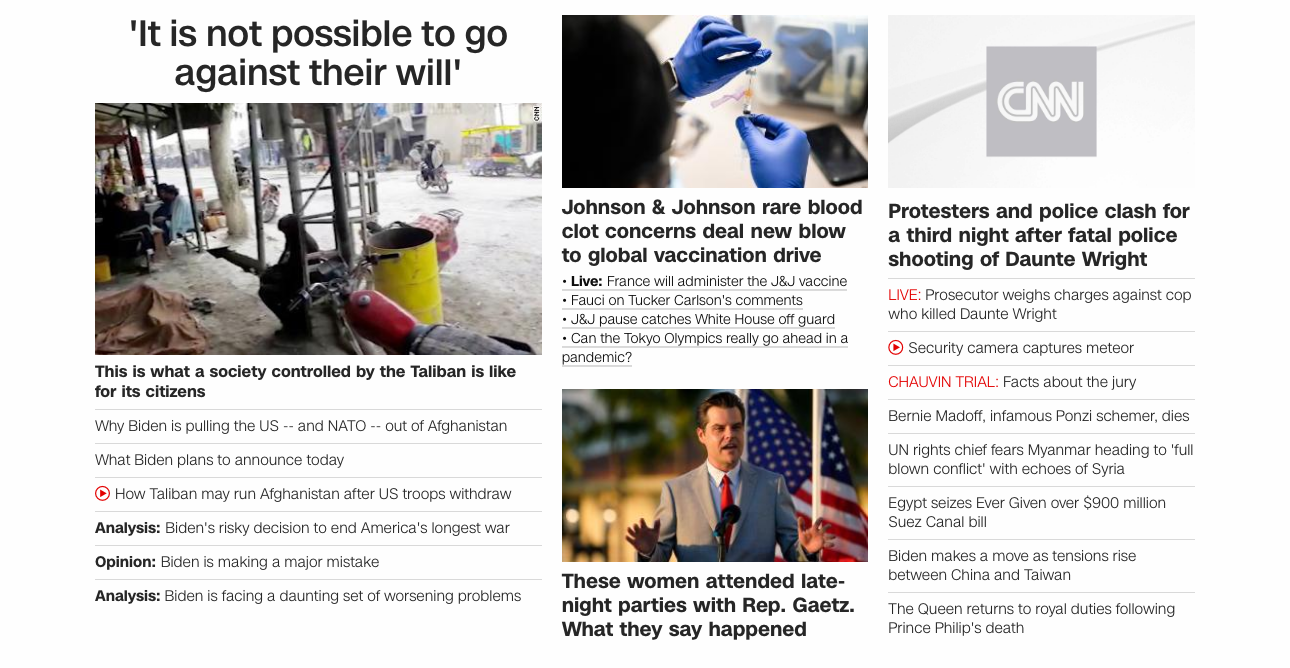 'It is not possible to go
against their will'
CNN
This is what a society controlled by the Taliban is like
for its citizens
Why Biden is pulling the US -- and NATO -- out of Afghanistan
What Biden plans to announce today
How Taliban may run Afghanistan after US troops withdraw
Analysis: Biden's risky decision to end America's longest war
Opinion: Biden is making a major mistake
Analysis: Biden is facing a daunting set of worsening problems
Johnson & Johnson rare blood
clot concerns deal new blow
to global vaccination drive
• Live: France will administer the J&J vaccine
• Fauci on Tucker Carlson's comments
• J&J pause catches White House off guard
• Can the Tokyo Olympics really go ahead in a
pandemic?
These women attended late-
night parties with Rep. Gaetz.
What they say happened
CNN
Protesters and police clash for
a third night after fatal police
shooting of Daunte Wright
LIVE: Prosecutor weighs charges against cop
who killed Daunte Wright
Security camera captures meteor
CHAUVIN TRIAL: Facts about the jury
Bernie Madoff, infamous Ponzi schemer, dies
UN rights chief fears Myanmar heading to 'full
blown conflict' with echoes of Syria
Egypt seizes Ever Given over $900 million
Suez Canal bill
Biden makes a move as tensions rise
between China and Taiwan
The Queen returns to royal duties following
Prince Philip's death